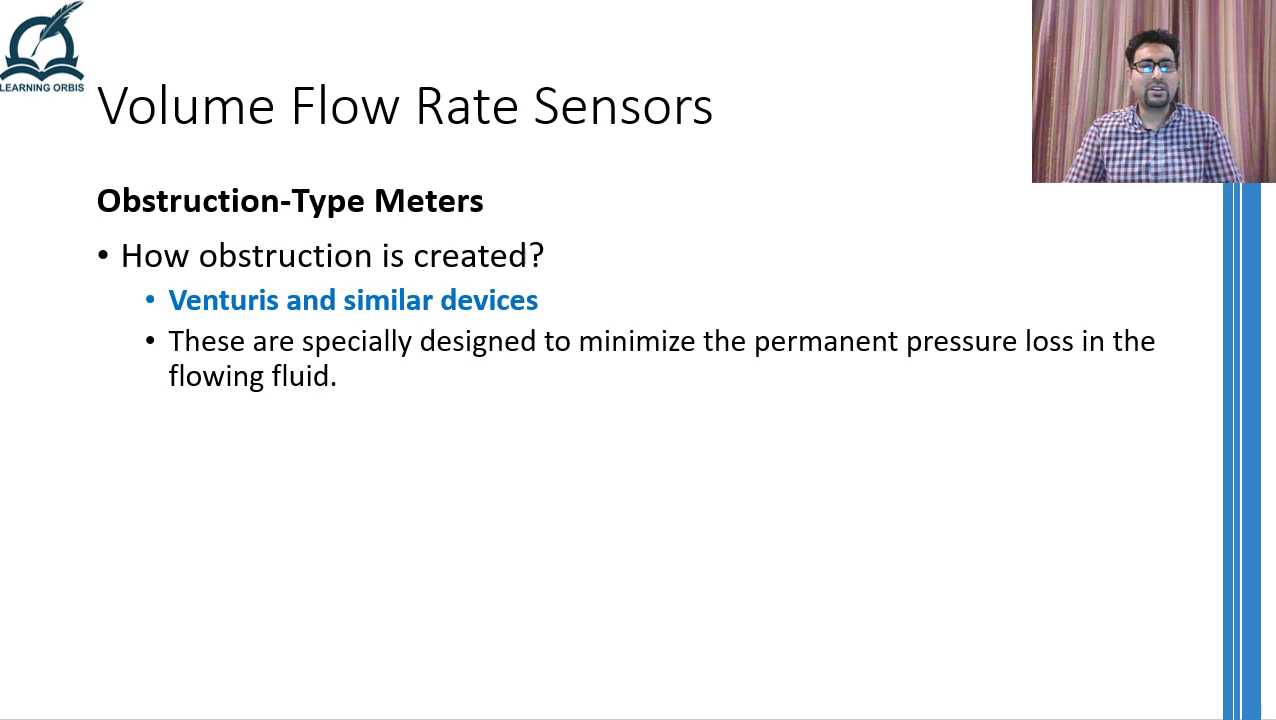 LEARNING ORBIS
Volume Flow Rate Sensors
Obstruction-Type Meters
• How obstruction is created?
• Venturis and similar devices
• These are specially designed to minimize the permanent pressure loss in the
flowing fluid.